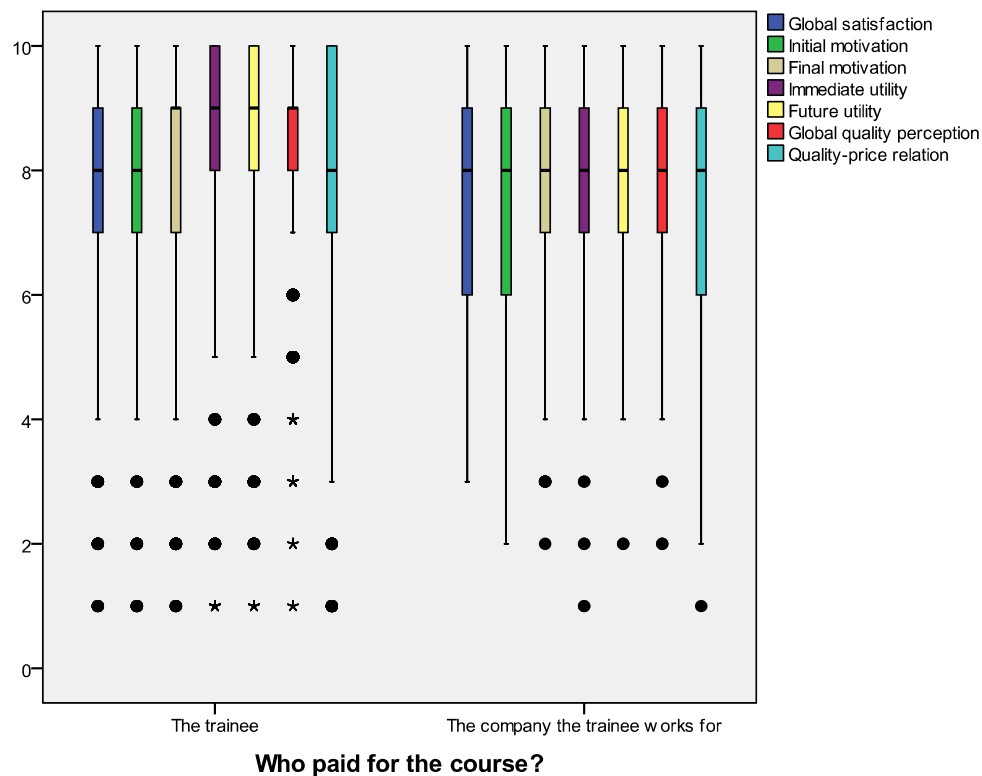 Global satisfaction
Initial motivation
Final motivation
Immediate utility
Future utility
Global quality perception
Quality-price relation
10
8
6
4
2
0
The trainee
The company the trainee works for
Who paid for the course?